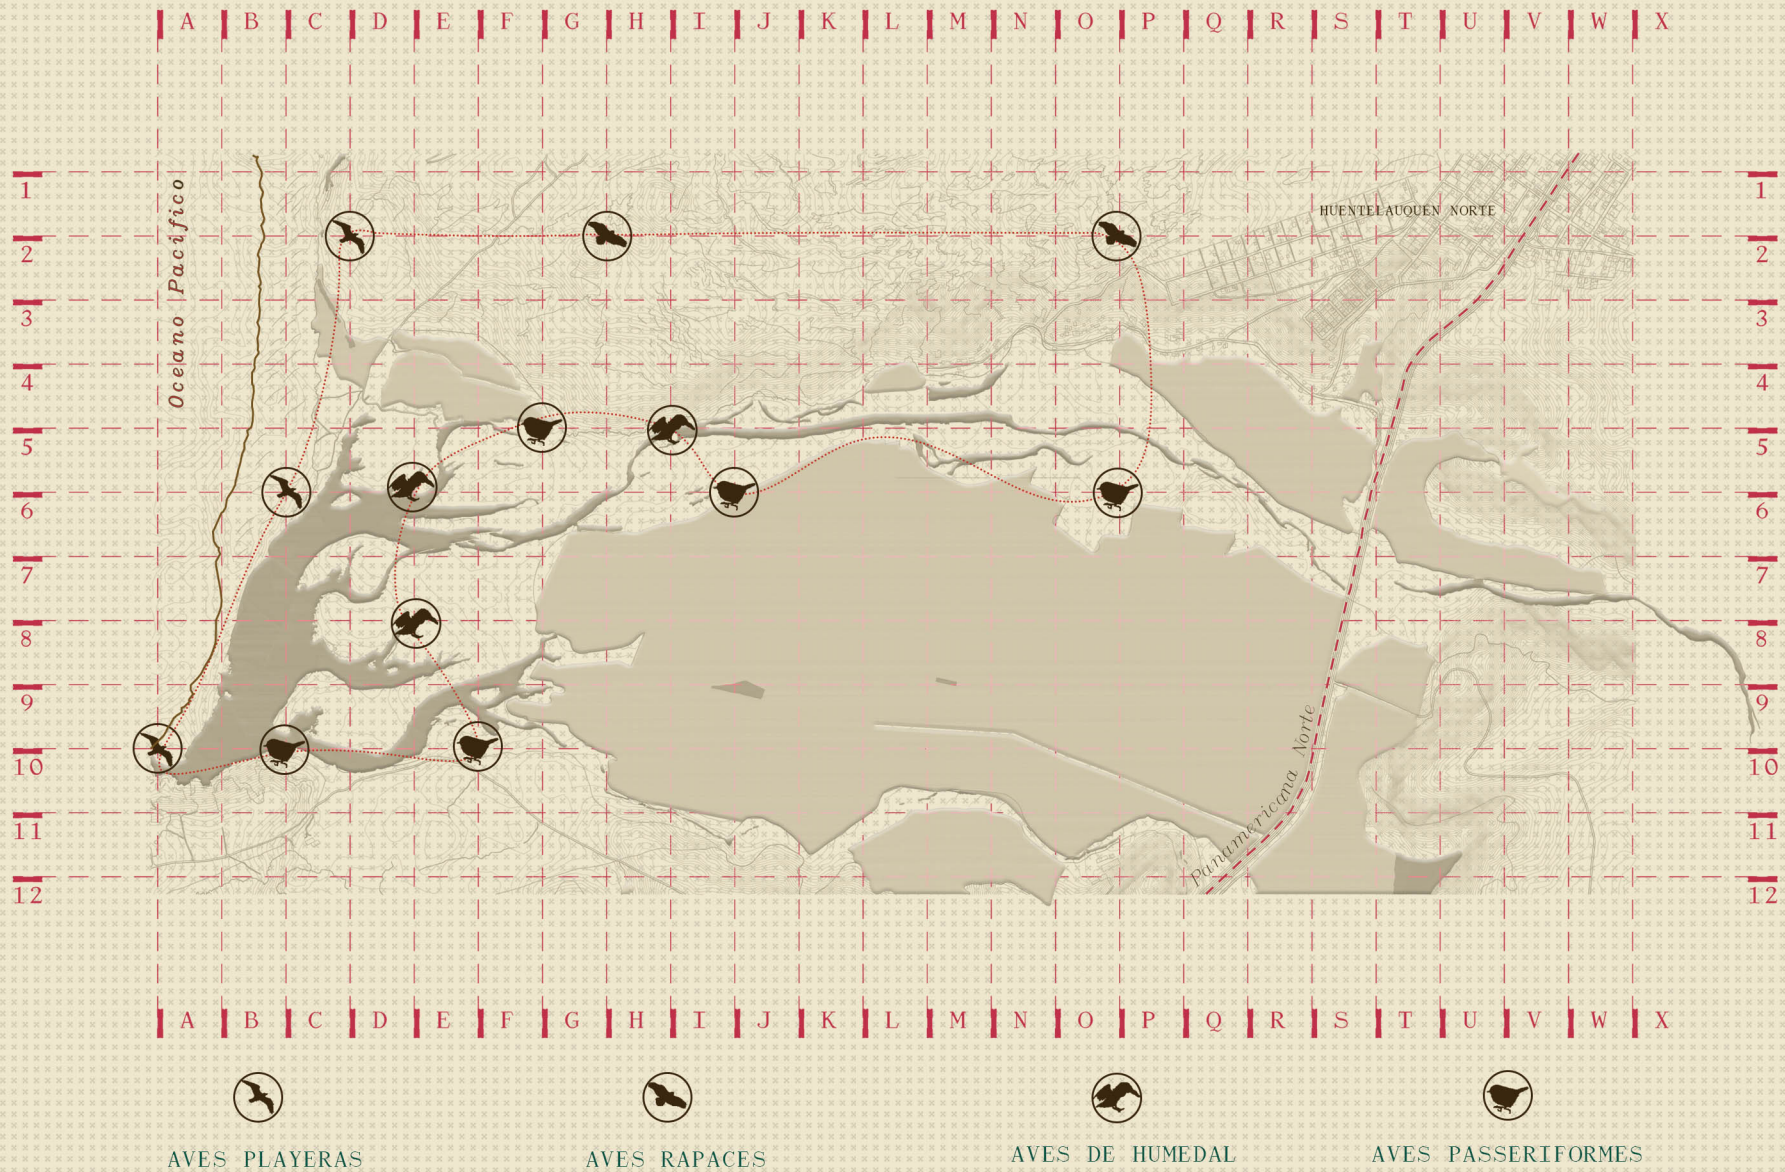 A B C D E F G H I J K L M N O P Q R S T U V W X
1 1
HUENTELAUQUÉN NORTE
2 2
Oceano Pacifico
3 3
4 4
5 5
6 6
7 7
8 8
9 9
Panamericana Norte
10 10
11 11
12 12
A B C D E F G H I J K L M N O P Q R S T U V W X
AVES PLAYERAS
AVES RAPACES
AVES DE HUMEDAL
AVES PASSERIFORMES